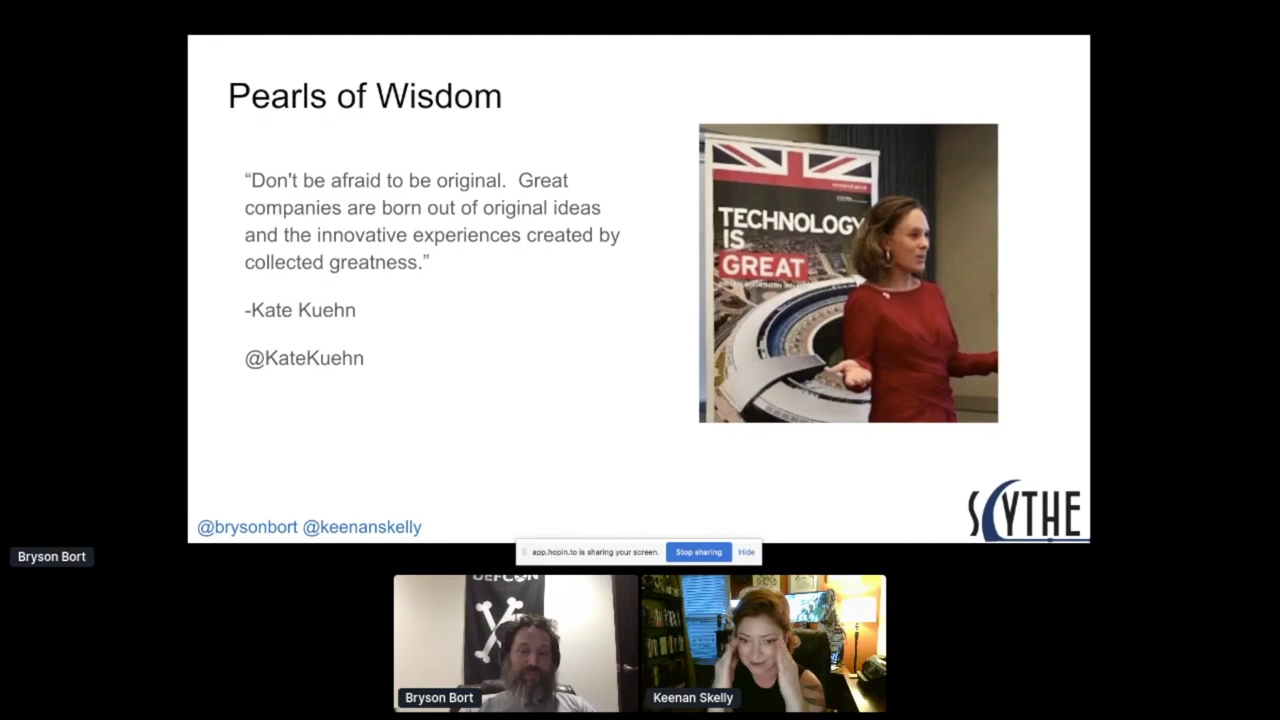 Pearls of Wisdom
“Don't be afraid to be original.  Great
companies are born out of original ideas
and the innovative experiences created by
collected greatness.”
-Kate Kuehn
@KateKuehn
TECHNOLOGY
IS
GREAT
@brysonbort @keenanskelly
SCYTHE
Bryson Bort
app.hopin.to is sharing your screen.
Stop sharing
Hide
DEFCON
Bryson Bort
Keenan Skelly